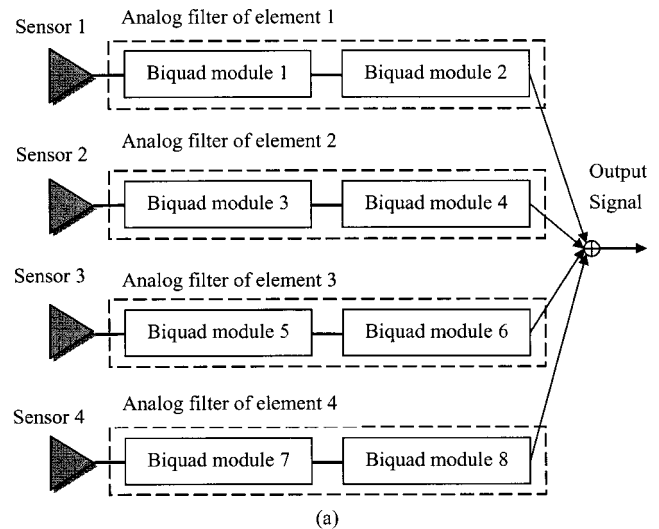 Sensor 1
Analog filter of element 1
Biquad module 1
Biquad module 2
Sensor 2
Analog filter of element 2
Biquad module 3
Biquad module 4
Output
Signal
Sensor 3
Analog filter of element 3
Biquad module 5
Biquad module 6
Sensor 4
Analog filter of element 4
Biquad module 7
Biquad module 8
(a)